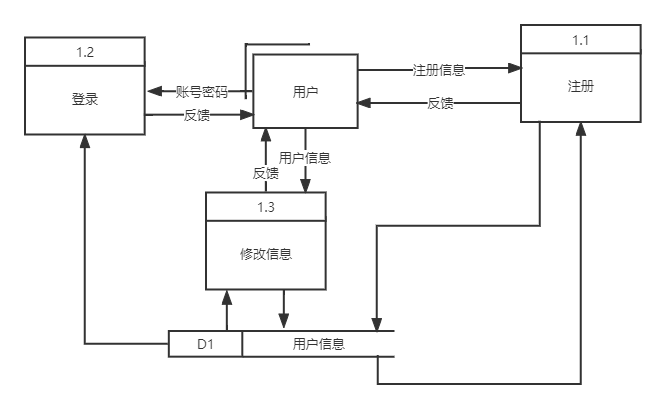 1.2
登录
账号密码
反馈
用户
注册信息
反馈
1.1
注册
用户信息
反馈
1.3
修改信息
D1
用户信息